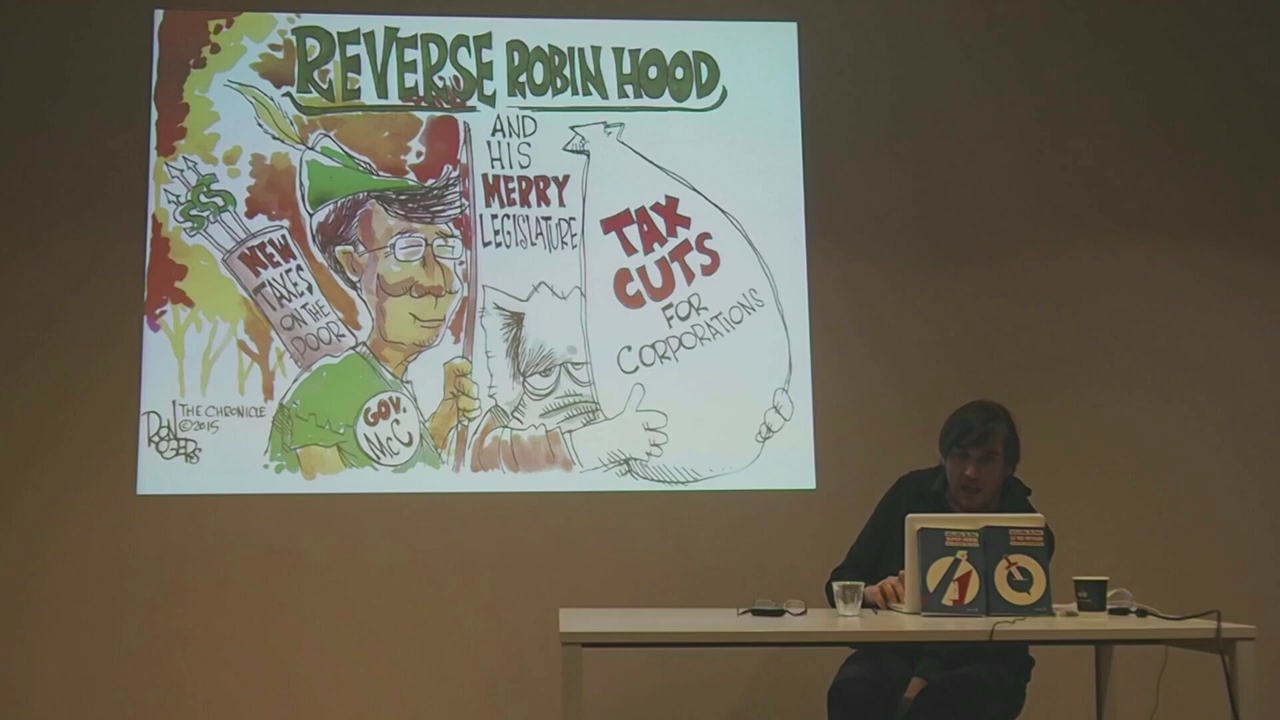 REVERSE ROBIN HOOD
AND
HIS
MERRY
LEGISLATURE
TAX
CUTS
FOR
CORPORATIONS
$$$
NEW
TAXES
ON THE
POOR
GOV.
McC
RON
ROGERS
THE CHRONICLE
©2015